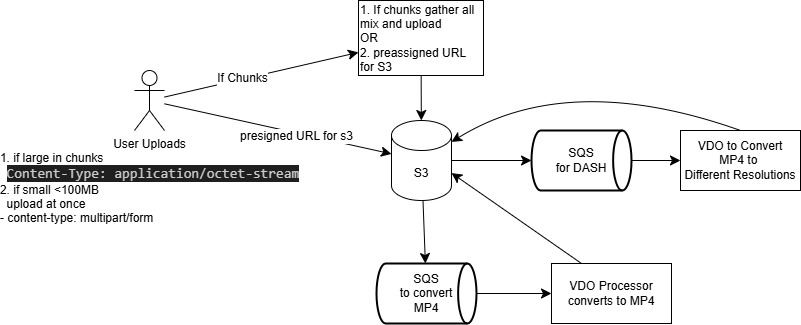 1. If chunks gather all
mix and upload
OR
2. preassigned URL
for S3
If Chunks
User Uploads
presigned URL for s3
1. if large in chunks
Content-Type: application/octet-stream
2. if small <100MB
upload at once
- content-type: multipart/form
S3
SQS
for DASH
VDO to Convert
MP4 to
Different Resolutions
SQS
to convert
MP4
VDO Processor
converts to MP4